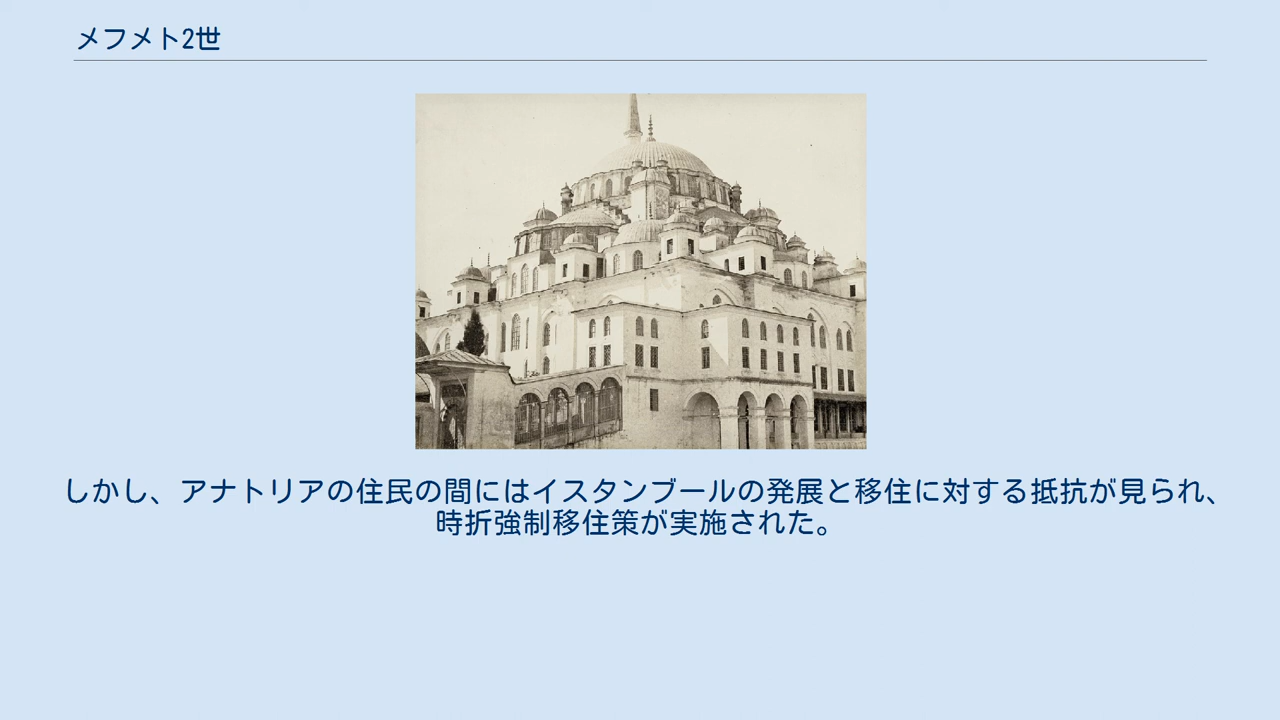 メフメト2世
しかし、アナトリアの住民の間にはイスタンブールの発展と移住に対する抵抗が見られ、
時折強制移住策が実施された。